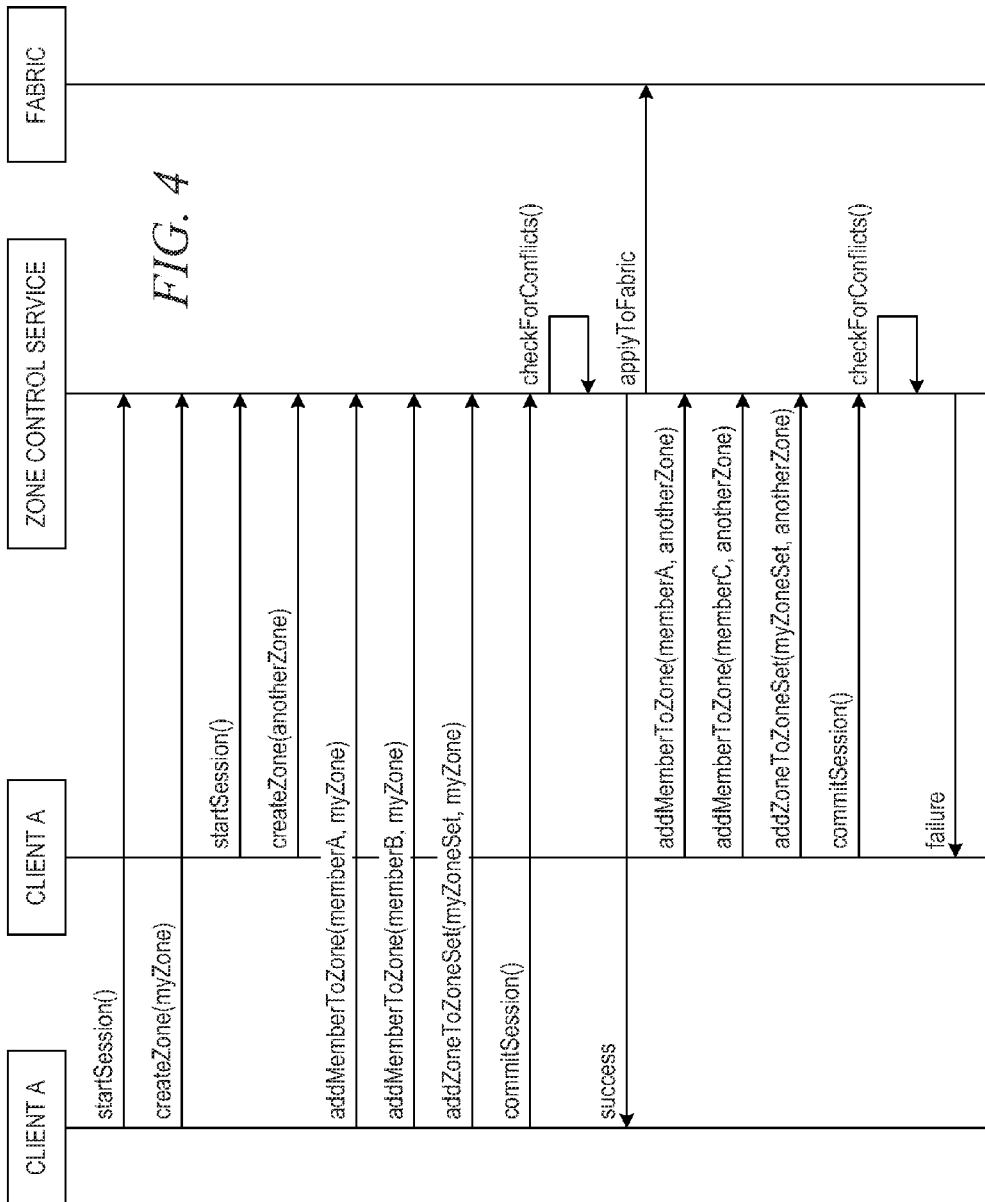 CLIENT A
CLIENT A
ZONE CONTROL SERVICE
FABRIC
FIG. 4
startSession()
createZone(myZone)
startSession()
createZone(anotherZone)
addMemberToZone(memberA, myZone)
addMemberToZone(memberB, myZone)
addZoneToZoneSet(myZoneSet, myZone)
commitSession()
checkForConflicts()
success
applyToFabric
addMemberToZone(memberA, anotherZone)
addMemberToZone(memberC, anotherZone)
addZoneToZoneSet(myZoneSet, anotherZone)
commitSession()
checkForConflicts()
failure